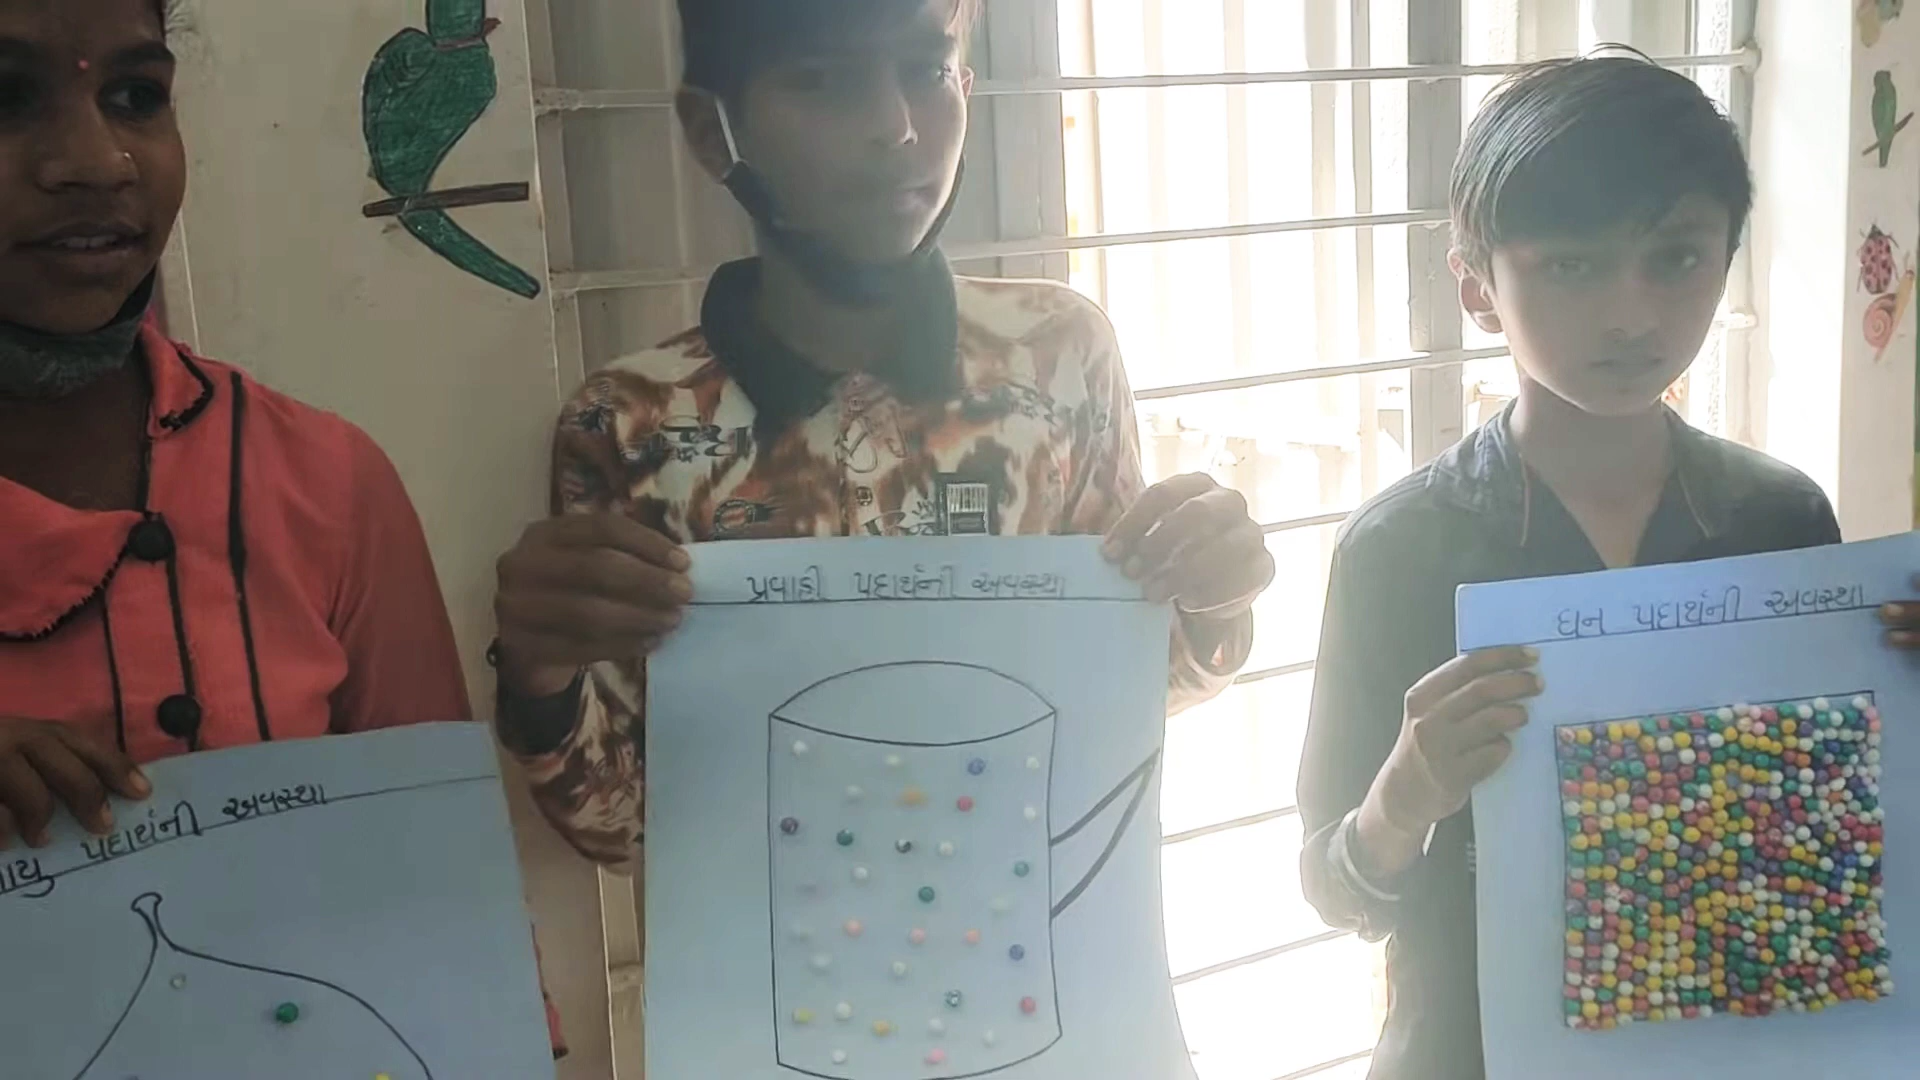 પદાર્થની અવસ્થા
પ્રવાહી પદાર્થની અવસ્થા
ઘન પદાર્થની અવસ્થા